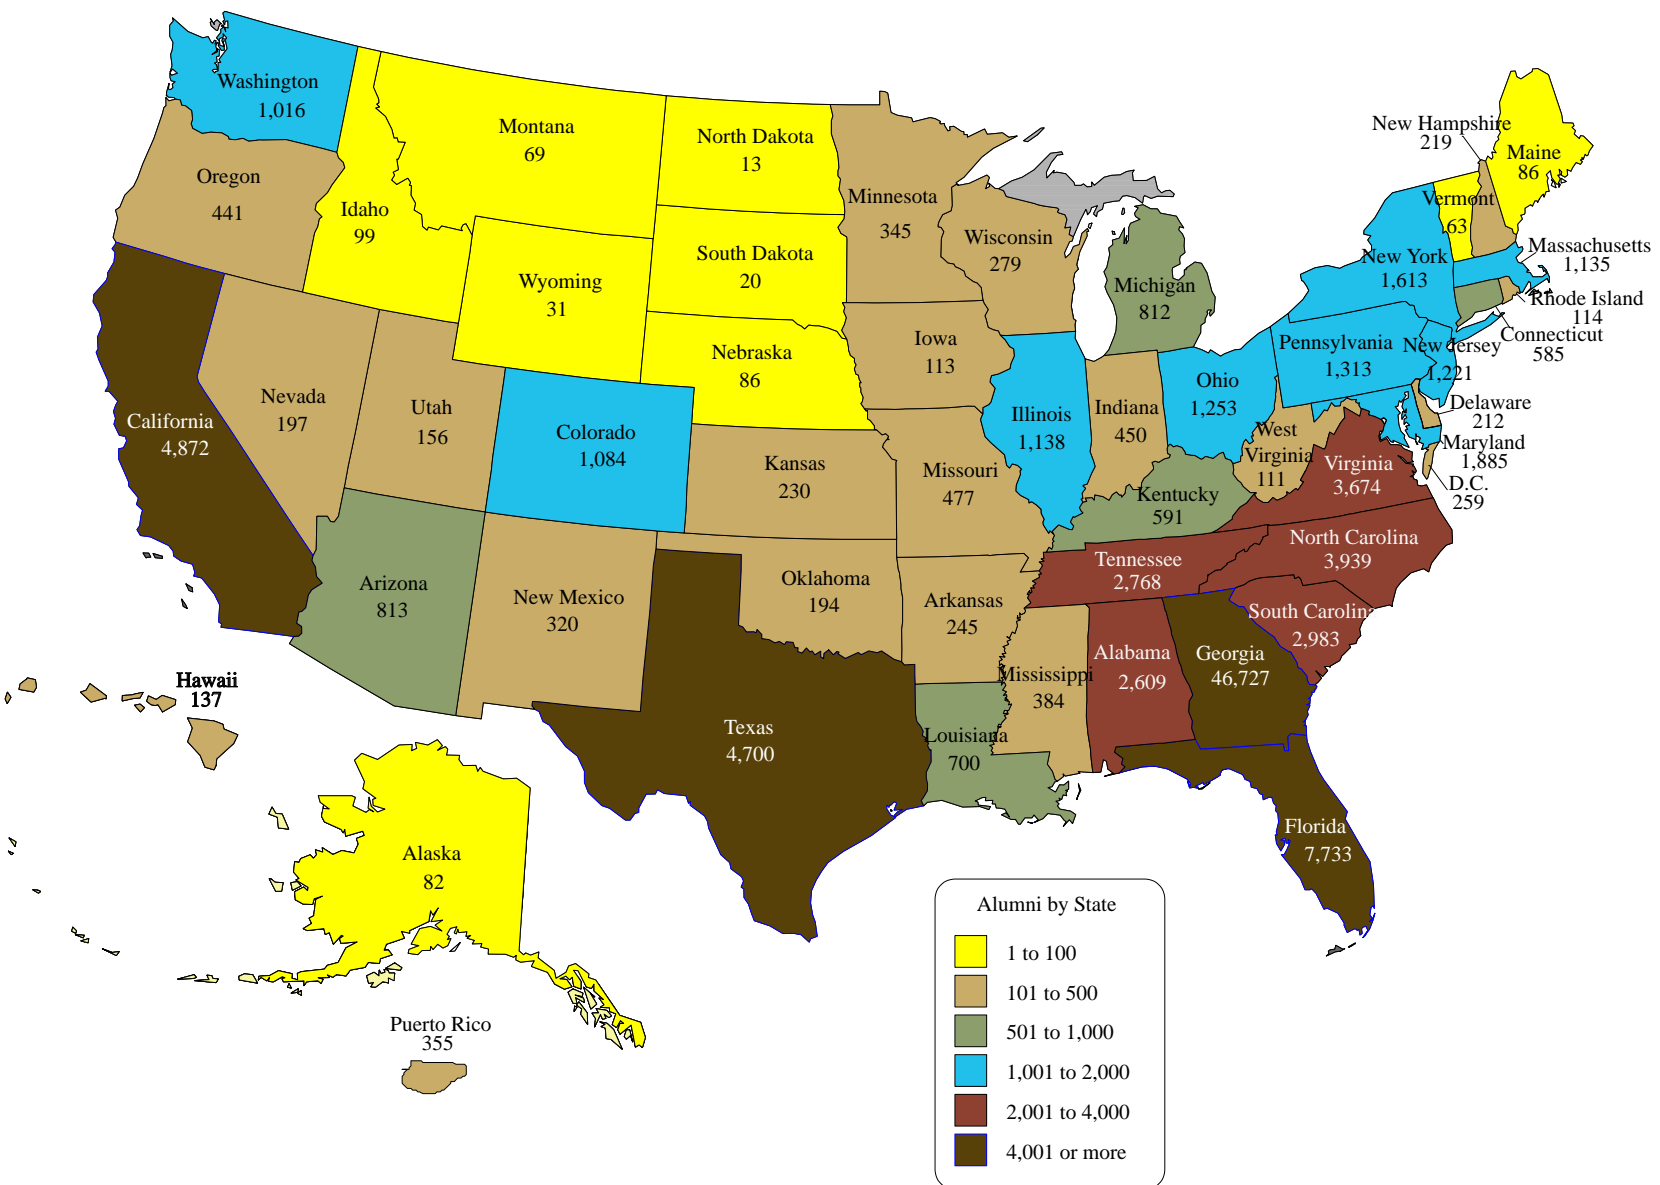 Washington
1,016
Oregon
441
Idaho
99
Montana
69
North Dakota
13
Minnesota
345
South Dakota
20
Wyoming
31
Nebraska
86
Wisconsin
279
Michigan
812
New Hampshire
219
Maine
86
Vermont
63
New York
1,613
Massachusetts
1,135
Rhode Island
114
Connecticut
585
Pennsylvania
1,313
New Jersey
1,221
Delaware
212
Maryland
1,885
D.C.
259
California
4,872
Nevada
197
Utah
156
Colorado
1,084
Kansas
230
Iowa
113
Missouri
477
Illinois
1,138
Indiana
450
Ohio
1,253
West
Virginia
111
Virginia
3,674
Kentucky
591
North Carolina
3,939
Tennessee
2,768
South Carolina
2,983
Arizona
813
New Mexico
320
Oklahoma
194
Arkansas
245
Mississippi
384
Alabama
2,609
Georgia
46,727
Texas
4,700
Louisiana
700
Florida
7,733
Hawaii
137
Alaska
82
Puerto Rico
355
Alumni by State
1 to 100
101 to 500
501 to 1,000
1,001 to 2,000
2,001 to 4,000
4,001 or more